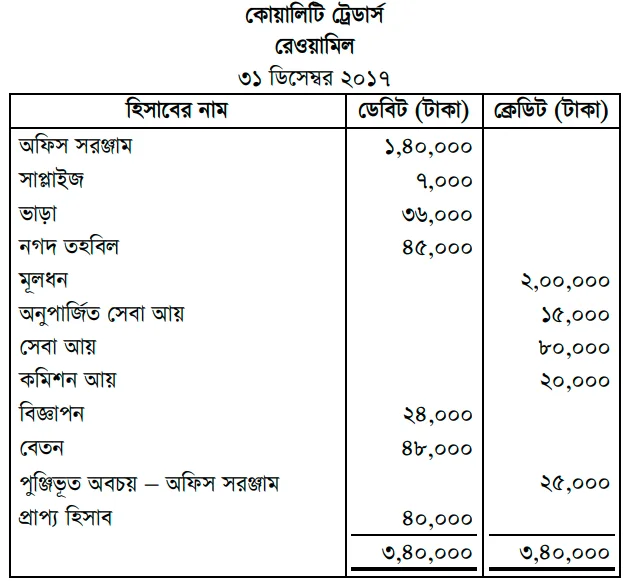 কোয়ালিটি ট্রেডার্স
রেওয়ামিল
৩১ ডিসেম্বর ২০১৭
হিসাবের নাম ডেবিট (টাকা) ক্রেডিট (টাকা)
অফিস সরঞ্জাম ১,৪০,০০০
সাপ্লাইজ ৭,০০০
ভাড়া ৩৬,০০০
নগদ তহবিল ৪৫,০০০
মূলধন ২,০০,০০০
অনুপার্জিত সেবা আয় ১৫,০০০
সেবা আয় ৮০,০০০
কমিশন আয় ২০,০০০
বিজ্ঞাপন ২৪,০০০
বেতন ৪৮,০০০
পুঞ্জিভূত অবচয় – অফিস সরঞ্জাম ২৫,০০০
প্রাপ্য হিসাব ৪০,০০০
৩,৪০,০০০ ৩,৪০,০০০